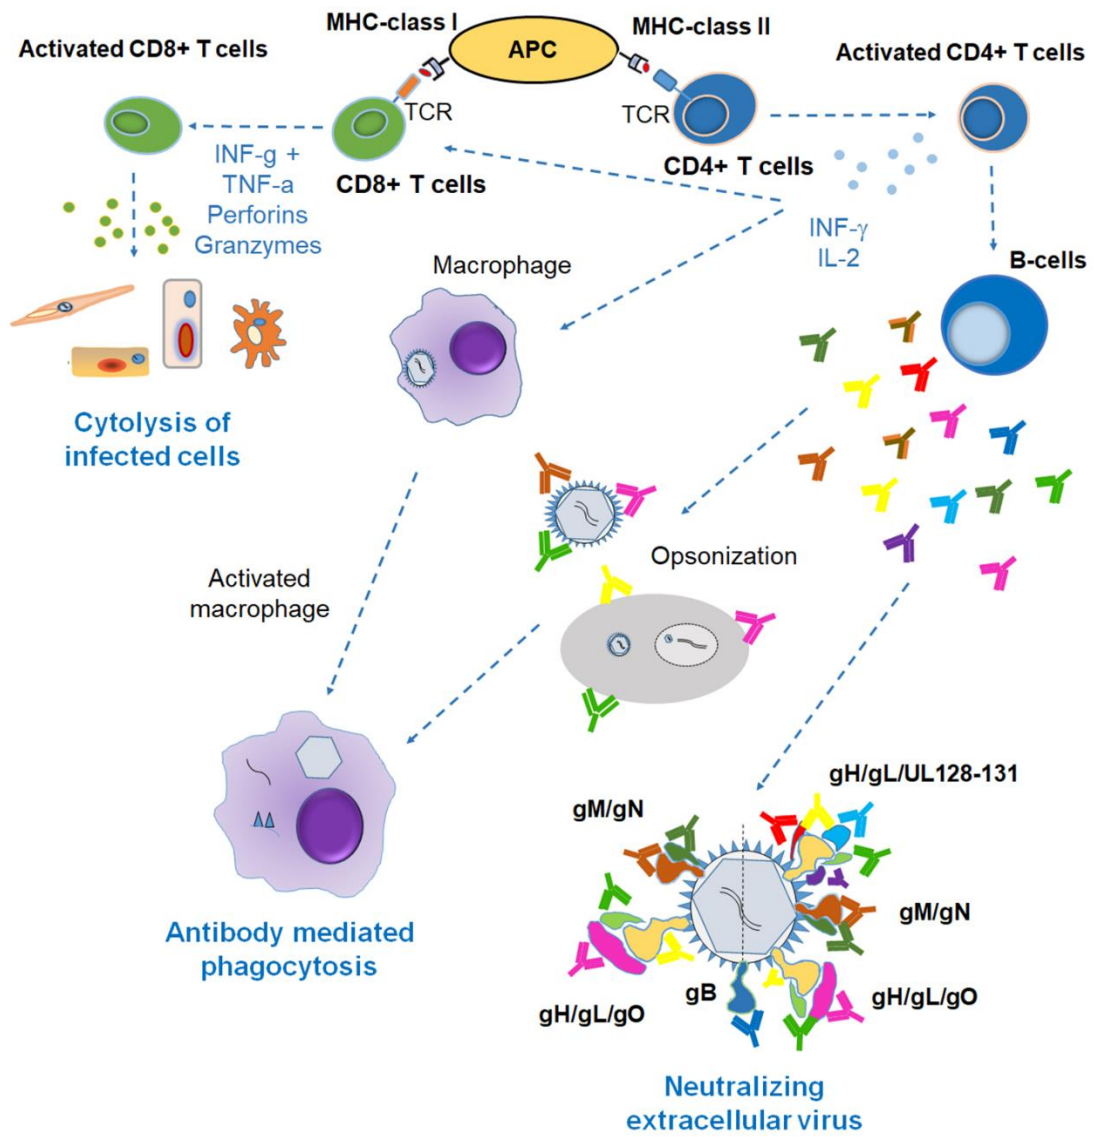 MHC-class I
APC
MHC-class II
Activated CD8+ T cells
Activated CD4+ T cells
TCR
TCR
INF-g +
TNF-a
Perforins
Granzymes
CD8+ T cells
CD4+ T cells
INF-γ
IL-2
B-cells
Macrophage
Cytolysis of
infected cells
Opsonization
Activated
macrophage
gH/gL/UL128-131
gM/gN
gM/gN
Antibody mediated
phagocytosis
gB
gH/gL/gO
gH/gL/gO
Neutralizing
extracellular virus